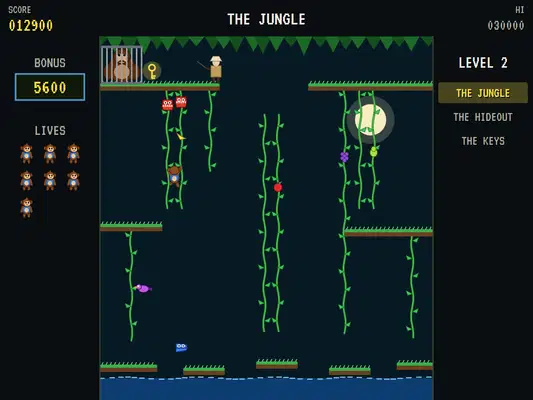 SCORE
012900
THE JUNGLE
HI
030000
BONUS
5600
LIVES
LEVEL 2
THE JUNGLE
THE HIDEOUT
THE KEYS